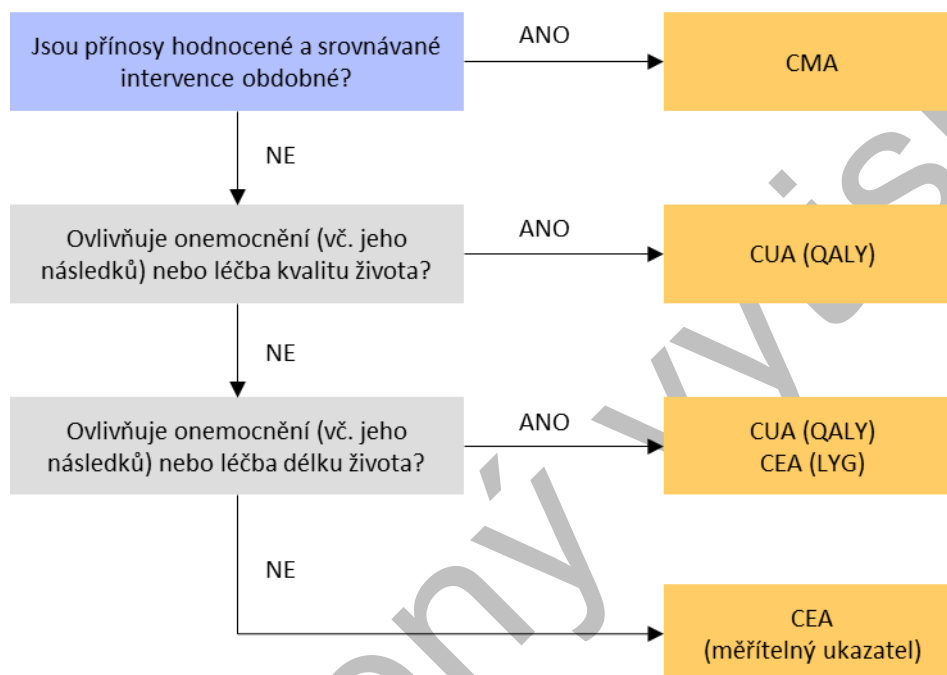 Jsou přínosy hodnocené a srovnávané
intervence obdobné?
ANO
CMA
NE
Ovlivňuje onemocnění (vč. jeho
následků) nebo léčba kvalitu života?
ANO
CUA (QALY)
NE
Ovlivňuje onemocnění (vč. jeho
následků) nebo léčba délku života?
ANO
CUA (QALY)
CEA (LYG)
NE
CEA
(měřítelný ukazatel)